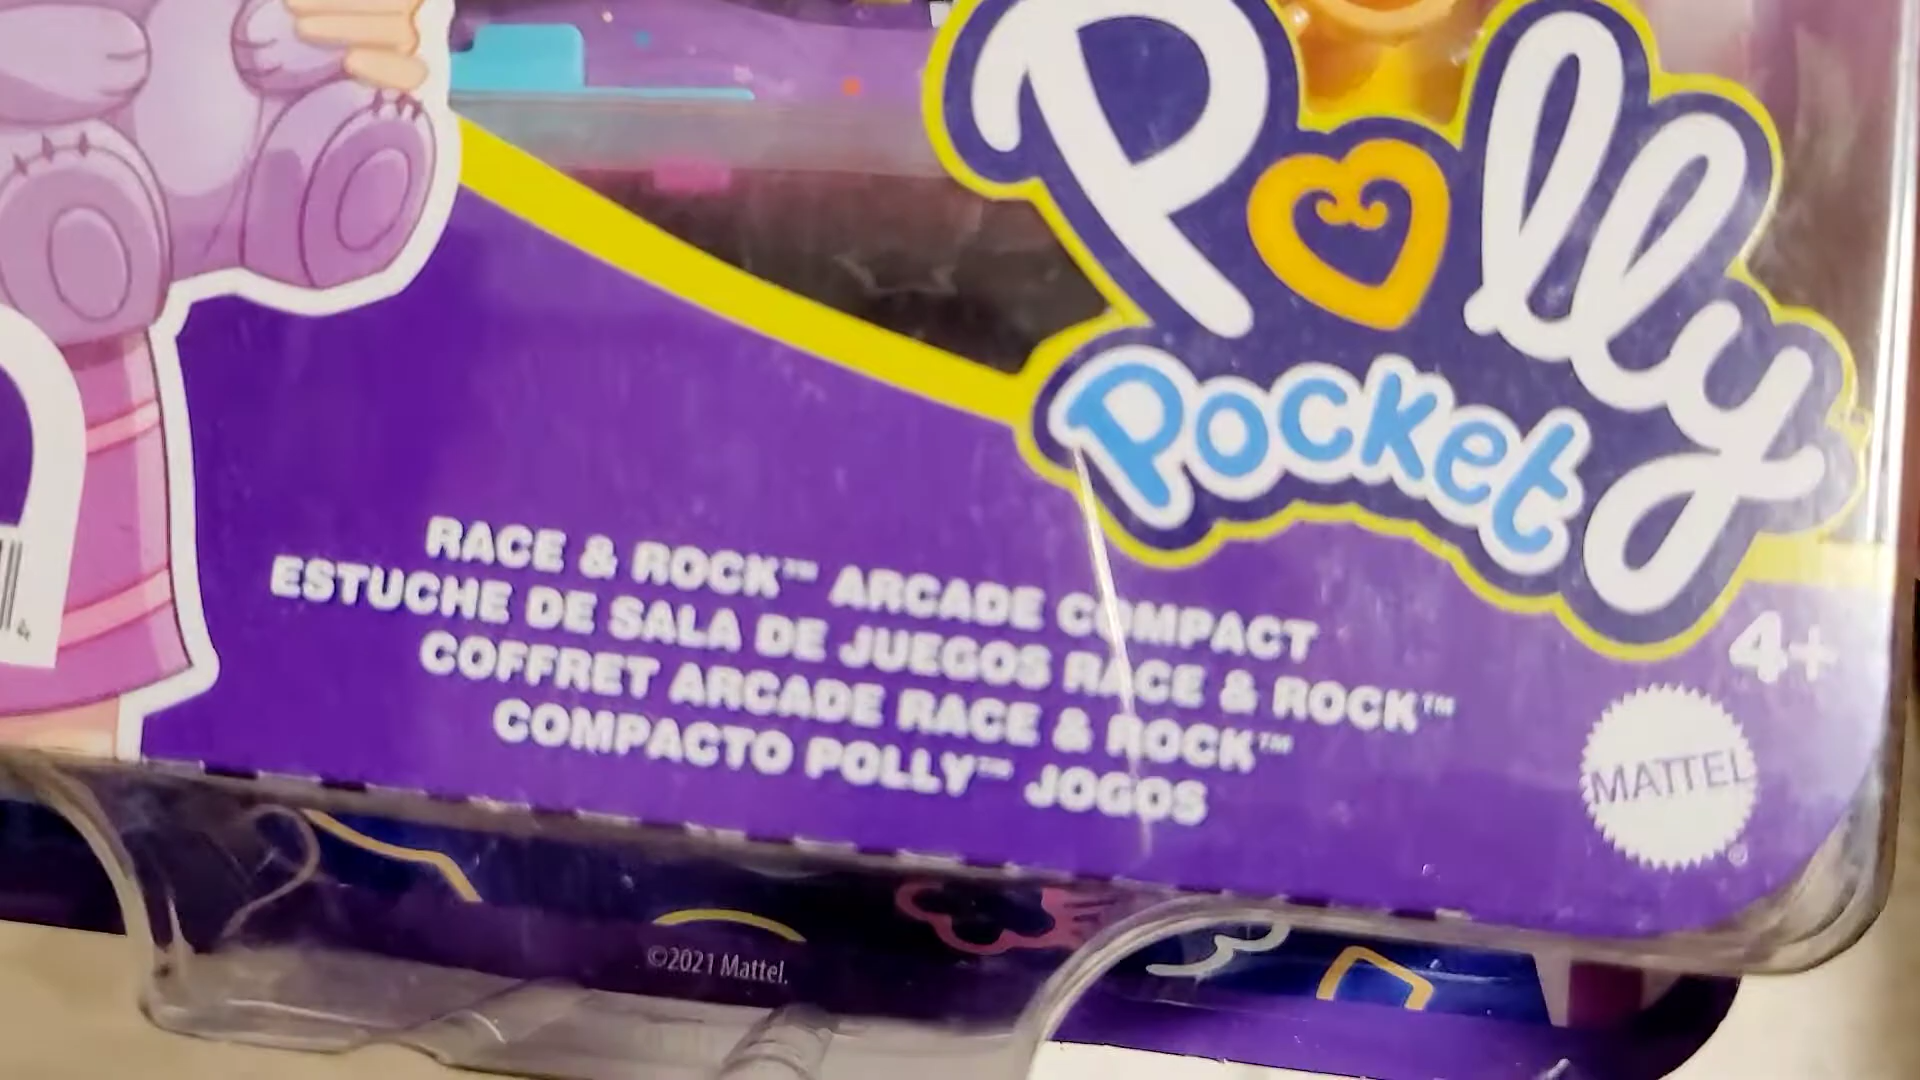 Polly
Pocket
RACE & ROCK™ ARCADE COMPACT
ESTUCHE DE SALA DE JUEGOS RACE & ROCK™
COFFRET ARCADE RACE & ROCK™
COMPACTO POLLY™ JOGOS
4+
MATTEL
®
©2021 Mattel.